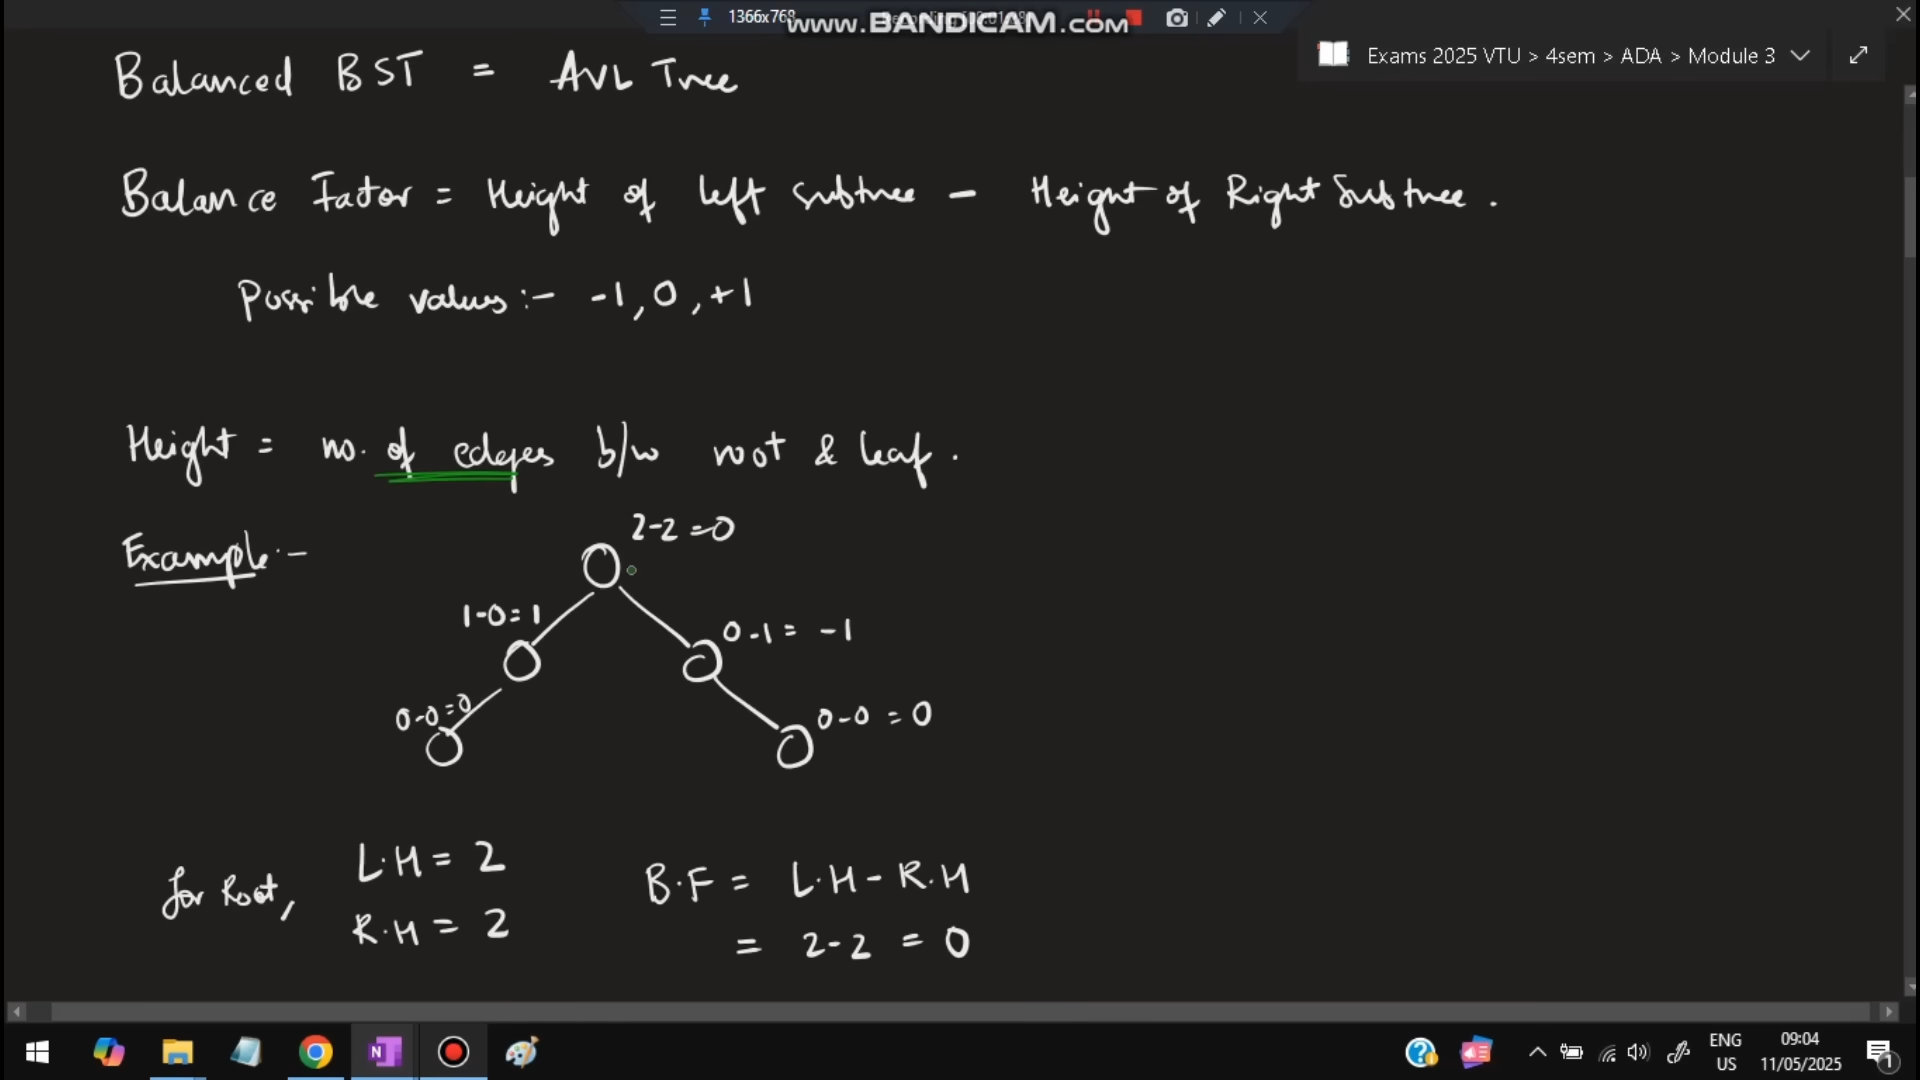 1366x768
www.BANDICAM.com
Exams 2025 VTU > 4sem > ADA > Module 3
Balanced BST = AVL Tree
Balance Factor = Height of left subtree - Height of Right Subtree.
Possible values:- -1, 0, +1
Height = no. of edges b/w root & leaf.
Example:-
2-2=0
1-0=1
0-1= -1
0-0=0
0-0 = 0
for Root,
L.H = 2
R.H = 2
B.F = L.H - R.H
= 2-2 = 0
ENG
US
09:04
11/05/2025
1